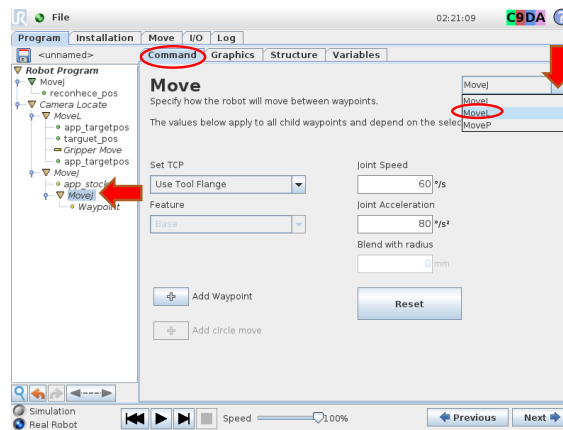 File
02:21:09
C9DA
Program Installation Move I/O Log
<unnamed>
Command Graphics Structure Variables
Robot Program
MoveJ
reconhece_pos
Camera Locate
MoveL
app_targetpos
targuet_pos
Gripper Move
app_targetpos
MoveJ
app_stock
MoveJ
Waypoint
Move
MoveJ
Specify how the robot will move between waypoints.
MoveJ
MoveL
MoveP
The values below apply to all child waypoints and depend on the selec
Set TCP
Joint Speed
Use Tool Flange
60 °/s
Feature
Joint Acceleration
Base
80 °/s²
Blend with radius
0 mm
Add Waypoint
Reset
Add circle move
Simulation
Real Robot
Speed
100%
Previous
Next